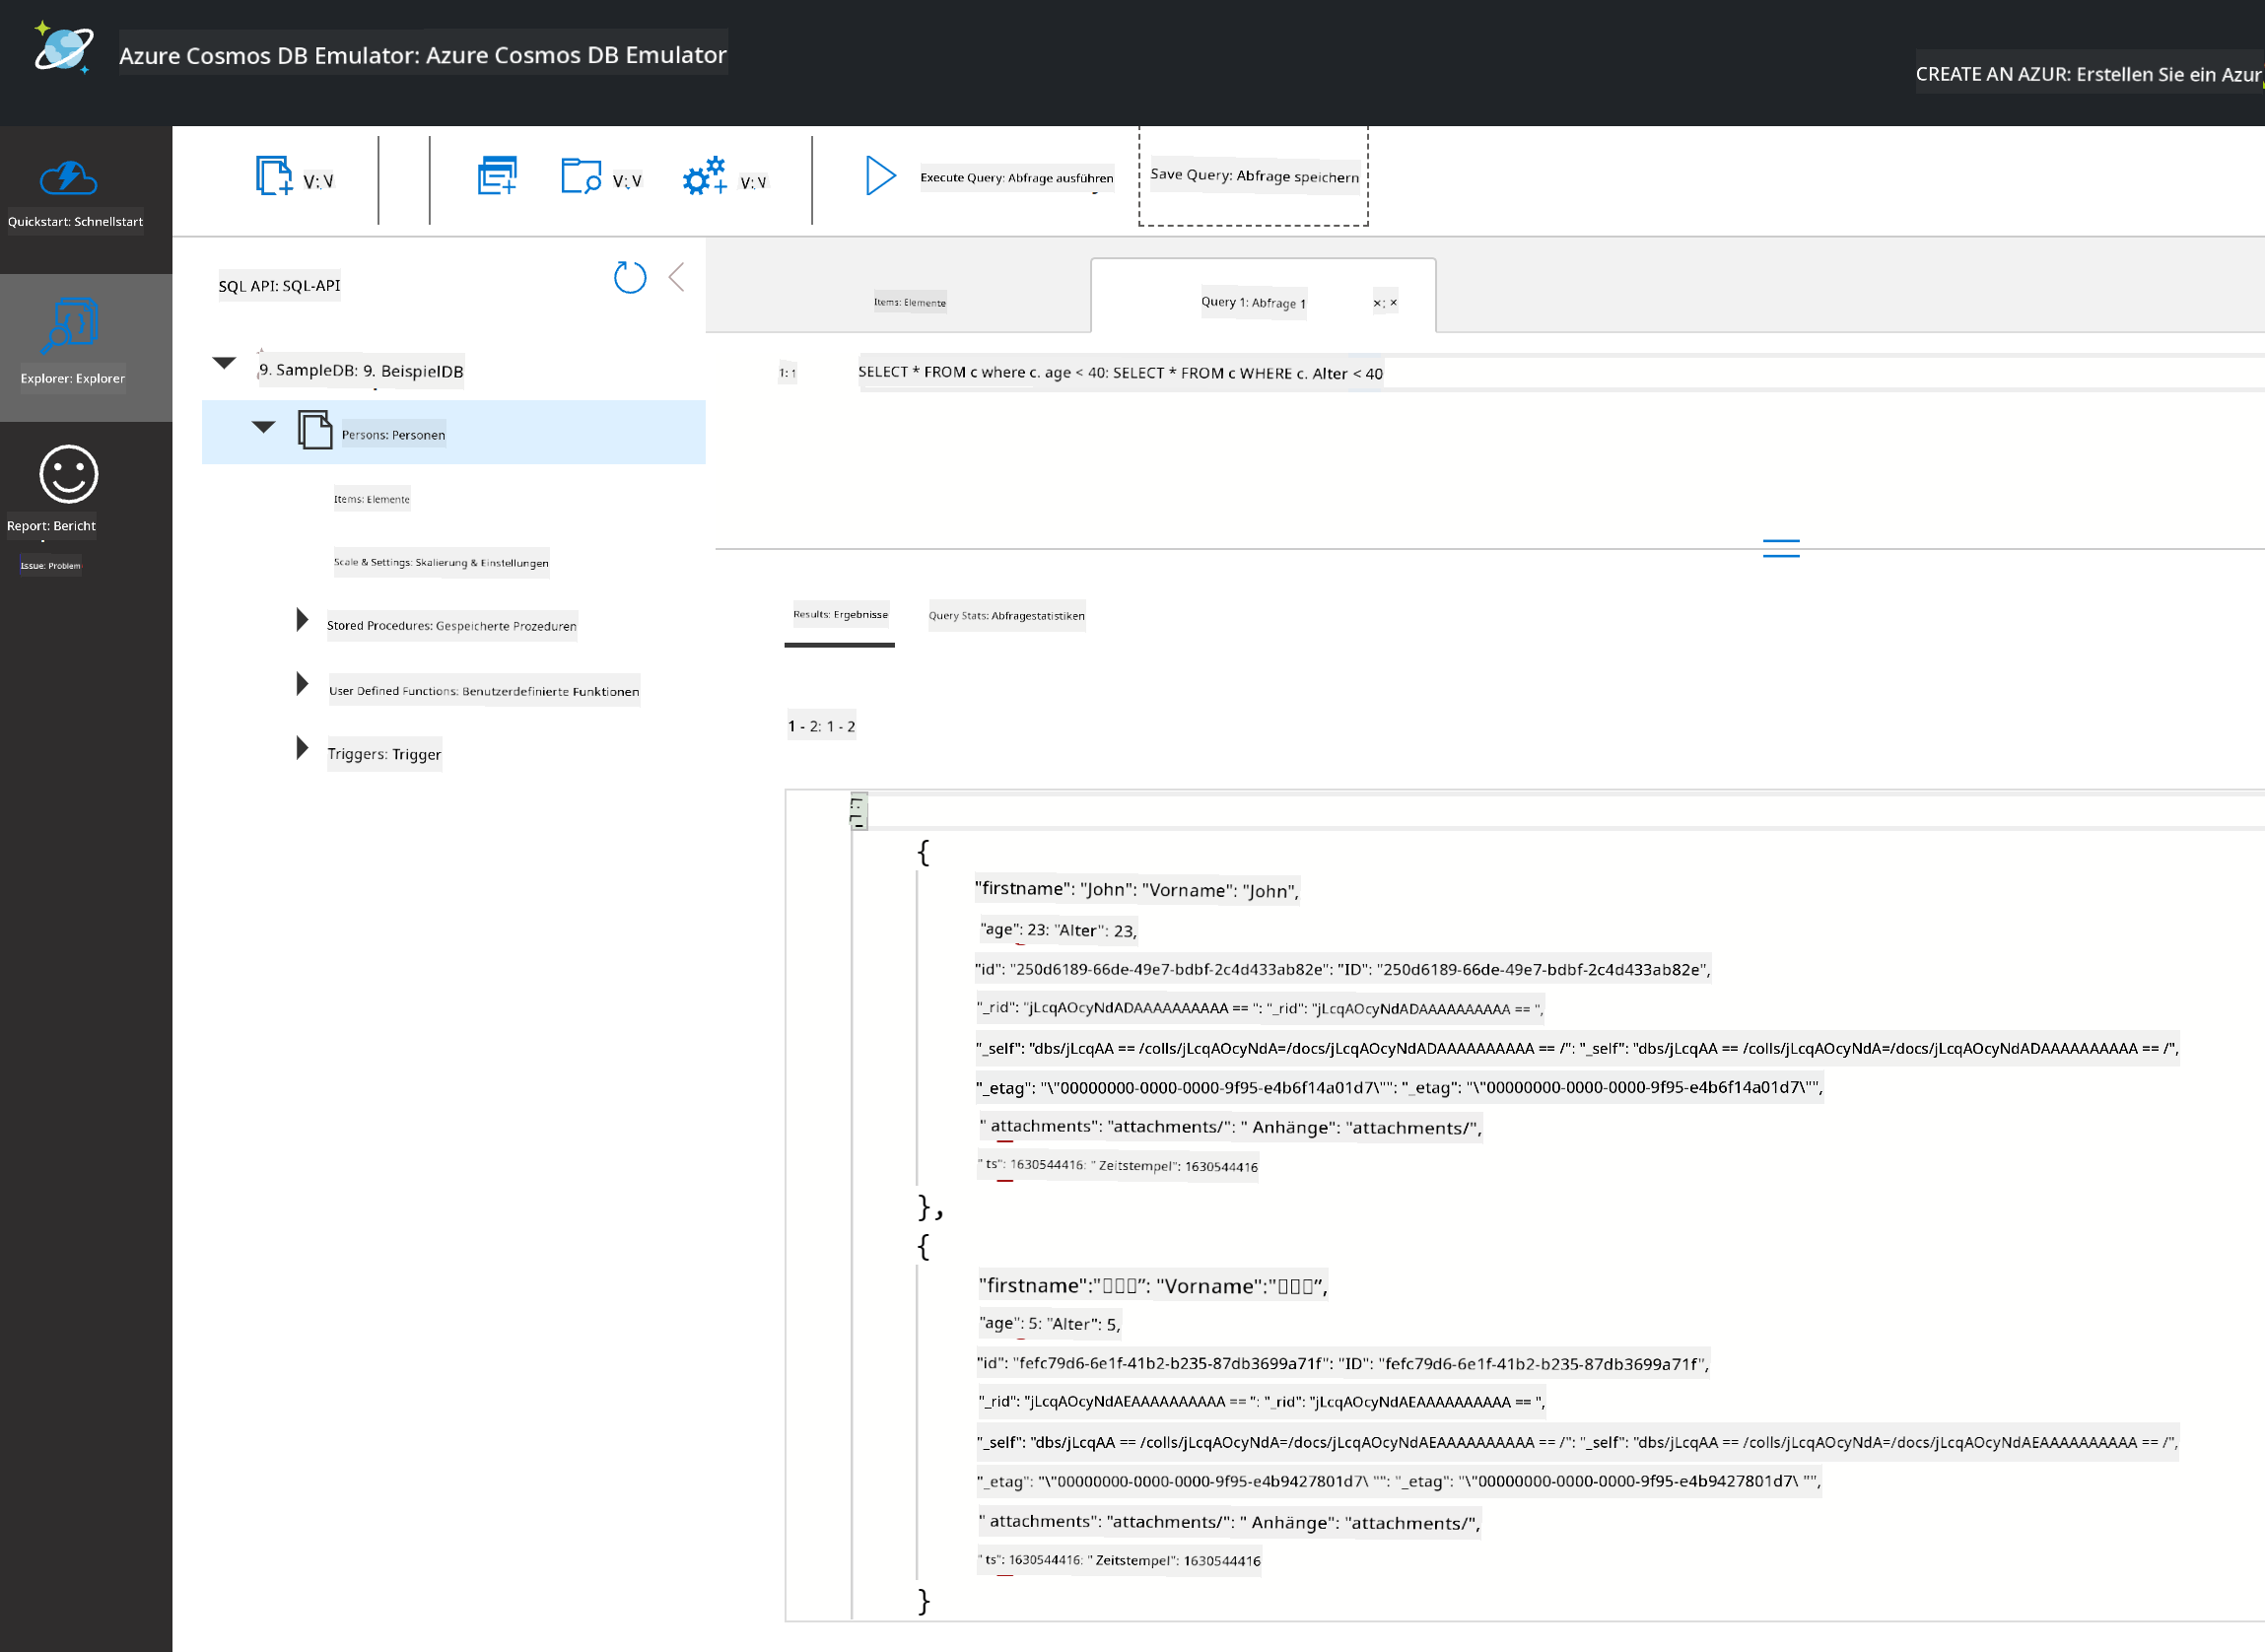 Azure Cosmos DB Emulator: Azure Cosmos DB Emulator
CREATE AN AZUR: Erstellen Sie ein Azur
V: V
V: V
V: V
Execute Query: Abfrage ausführen
Save Query: Abfrage speichern
Quickstart: Schnellstart
Explorer: Explorer
Report: Bericht
Issue: Problem
SQL API: SQL-API
9. SampleDB: 9. BeispielDB
Persons: Personen
Items: Elemente
Scale & Settings: Skalierung & Einstellungen
Stored Procedures: Gespeicherte Prozeduren
User Defined Functions: Benutzerdefinierte Funktionen
Triggers: Trigger
Items: Elemente
Query 1: Abfrage 1
×: ×
1: 1
SELECT * FROM c where c. age < 40: SELECT * FROM c WHERE c. Alter < 40
Results: Ergebnisse
Query Stats: Abfragestatistiken
1 - 2: 1 - 2
[: [
{
"firstname": "John": "Vorname": "John",
"age": 23: "Alter": 23,
"id": "250d6189-66de-49e7-bdbf-2c4d433ab82e": "ID": "250d6189-66de-49e7-bdbf-2c4d433ab82e",
"_rid": "jLcqAOcyNdADAAAAAAAAAA == ": "_rid": "jLcqAOcyNdADAAAAAAAAAA == ",
"_self": "dbs/jLcqAA == /colls/jLcqAOcyNdA=/docs/jLcqAOcyNdADAAAAAAAAAA == /": "_self": "dbs/jLcqAA == /colls/jLcqAOcyNdA=/docs/jLcqAOcyNdADAAAAAAAAAA == /",
"_etag": "\"00000000-0000-0000-9f95-e4b6f14a01d7\"": "_etag": "\"00000000-0000-0000-9f95-e4b6f14a01d7\"",
" attachments": "attachments/": " Anhänge": "attachments/",
" ts": 1630544416: " Zeitstempel": 1630544416
},
{
"firstname":"▯▯▯”: "Vorname":"▯▯▯”,
"age": 5: "Alter": 5,
"id": "fefc79d6-6e1f-41b2-b235-87db3699a71f": "ID": "fefc79d6-6e1f-41b2-b235-87db3699a71f",
"_rid": "jLcqAOcyNdAEAAAAAAAAAA == ": "_rid": "jLcqAOcyNdAEAAAAAAAAAA == ",
"_self": "dbs/jLcqAA == /colls/jLcqAOcyNdA=/docs/jLcqAOcyNdAEAAAAAAAAAA == /": "_self": "dbs/jLcqAA == /colls/jLcqAOcyNdA=/docs/jLcqAOcyNdAEAAAAAAAAAA == /",
"_etag": "\"00000000-0000-0000-9f95-e4b9427801d7\ "": "_etag": "\"00000000-0000-0000-9f95-e4b9427801d7\ "",
" attachments": "attachments/": " Anhänge": "attachments/",
" ts": 1630544416: " Zeitstempel": 1630544416
}